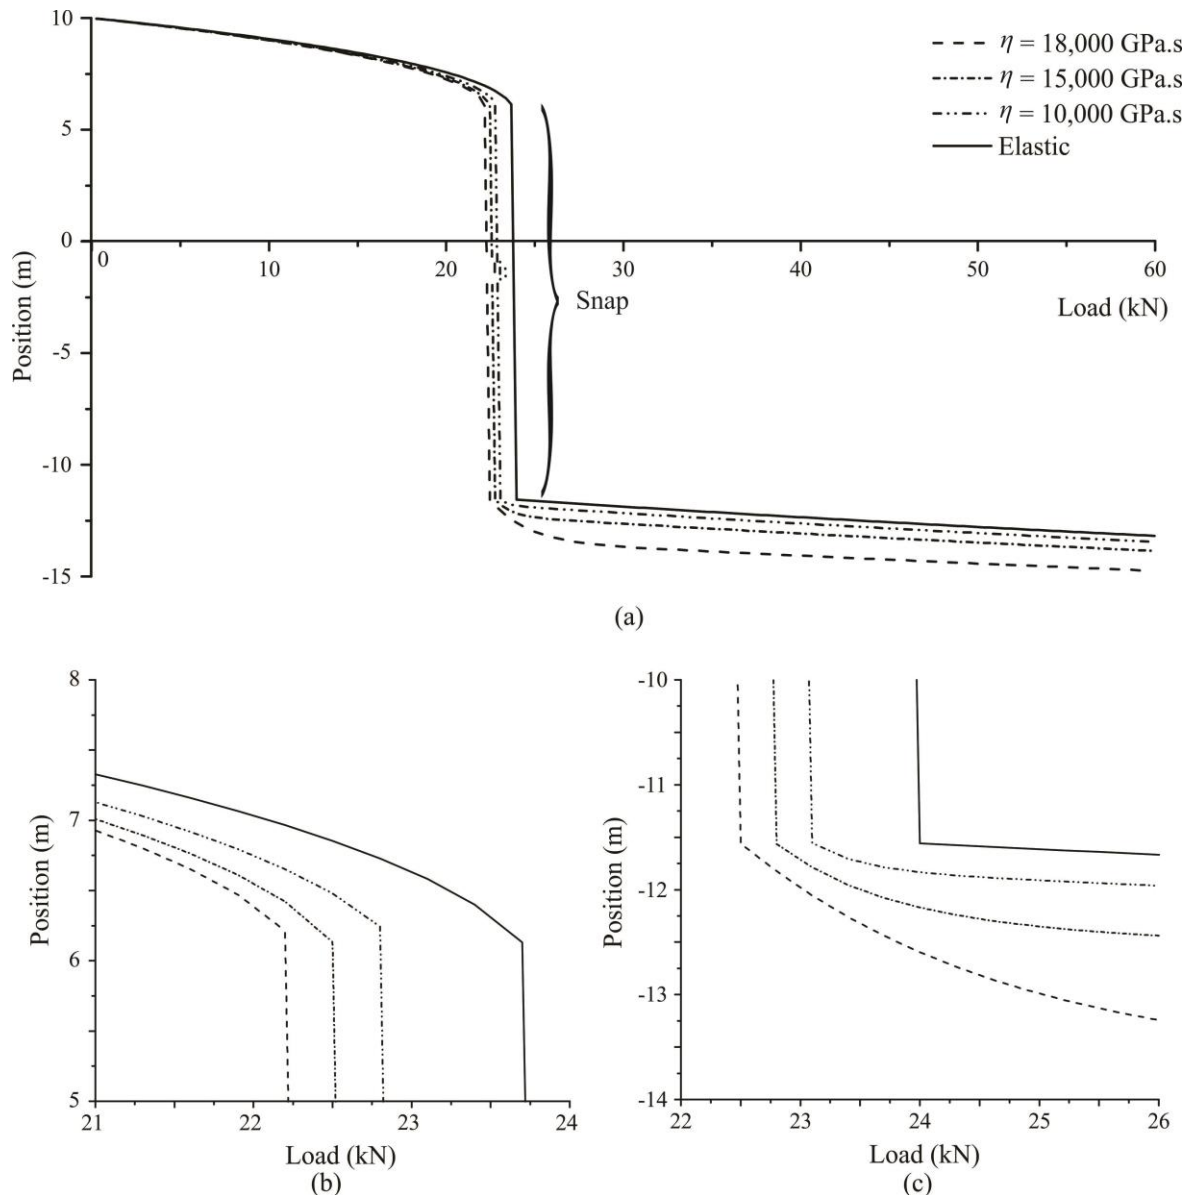 10
η = 18,000 GPa.s
η = 15,000 GPa.s
η = 10,000 GPa.s
Elastic
5
0
0
10
20
30
40
50
60
Position (m)
Snap
Load (kN)
-5
-10
-15
(a)
8
7
6
5
Position (m)
21
22
23
24
Load (kN)
(b)
-10
-11
-12
-13
-14
Position (m)
22
23
24
25
26
Load (kN)
(c)